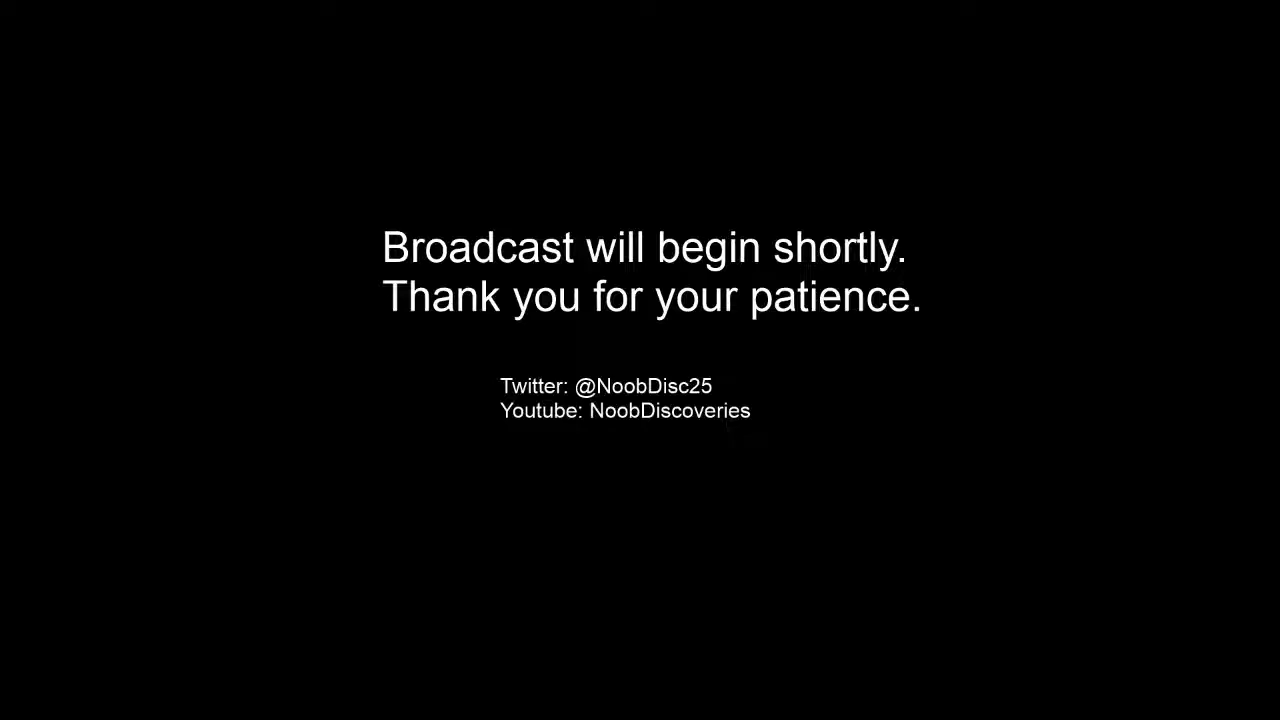 Broadcast will begin shortly.
Thank you for your patience.
Twitter: @NoobDisc25
Youtube: NoobDiscoveries